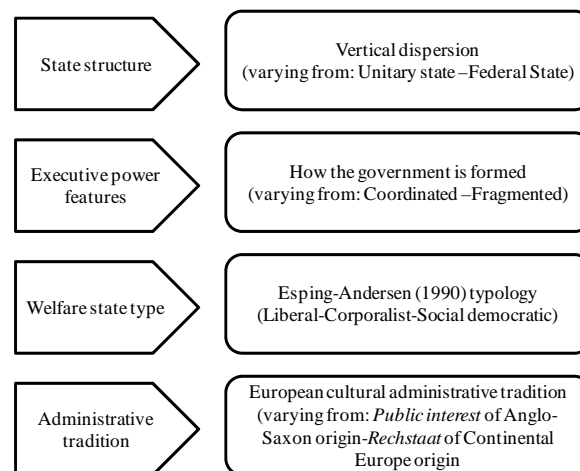 State structure
Vertical dispersion
(varying from: Unitary state –Federal State)
Executive power
features
How the government is formed
(varying from: Coordinated –Fragmented)
Welfare state type
Esping-Andersen (1990) typology
(Liberal-Corporalist-Social democratic)
Administrative
tradition
European cultural administrative tradition
(varying from: Public interest of Anglo-
Saxon origin-Rechstaat of Continental
Europe origin